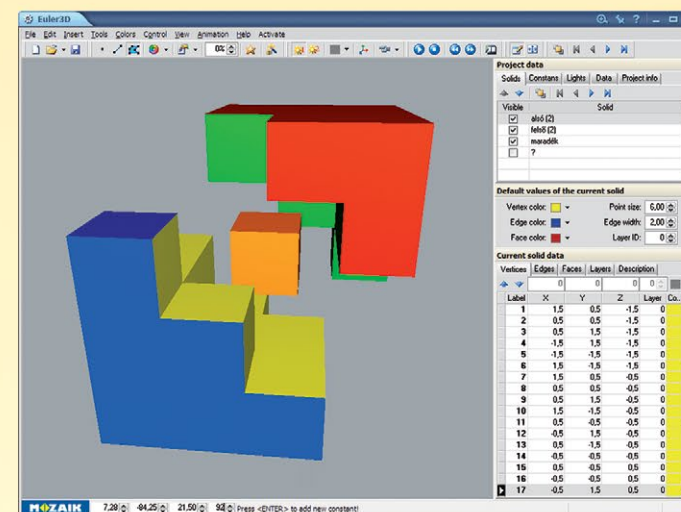 Euler3D
File Edit Insert Tools Colors Control View Animation Help Activate
0%
Project data
Solids Constans Lights Data Project info
Visible Solid
alsó (2)
felső (2)
maradék
?
Default values of the current solid
Vertex color: Point size: 6,00
Edge color: Edge width: 2,00
Face color: Layer ID: 0
Current solid data
Vertices Edges Faces Layers Description
0 0 0 0
Label X Y Z Layer Co...
1 1,5 0,5 -1,5 0
2 0,5 0,5 -1,5 0
3 0,5 1,5 -1,5 0
4 -1,5 1,5 -1,5 0
5 -1,5 -1,5 -1,5 0
6 1,5 -1,5 -1,5 0
7 1,5 0,5 -0,5 0
8 0,5 0,5 -0,5 0
9 0,5 1,5 -0,5 0
10 1,5 -1,5 -0,5 0
11 0,5 -0,5 -0,5 0
12 -0,5 1,5 -0,5 0
13 0,5 -1,5 -0,5 0
14 -0,5 -0,5 -0,5 0
15 0,5 -0,5 0,5 0
16 -0,5 -0,5 0,5 0
17 -0,5 1,5 0,5 0
MOZAIK 7,28 -84,25 21,50 92 Press <ENTER> to add new constant!